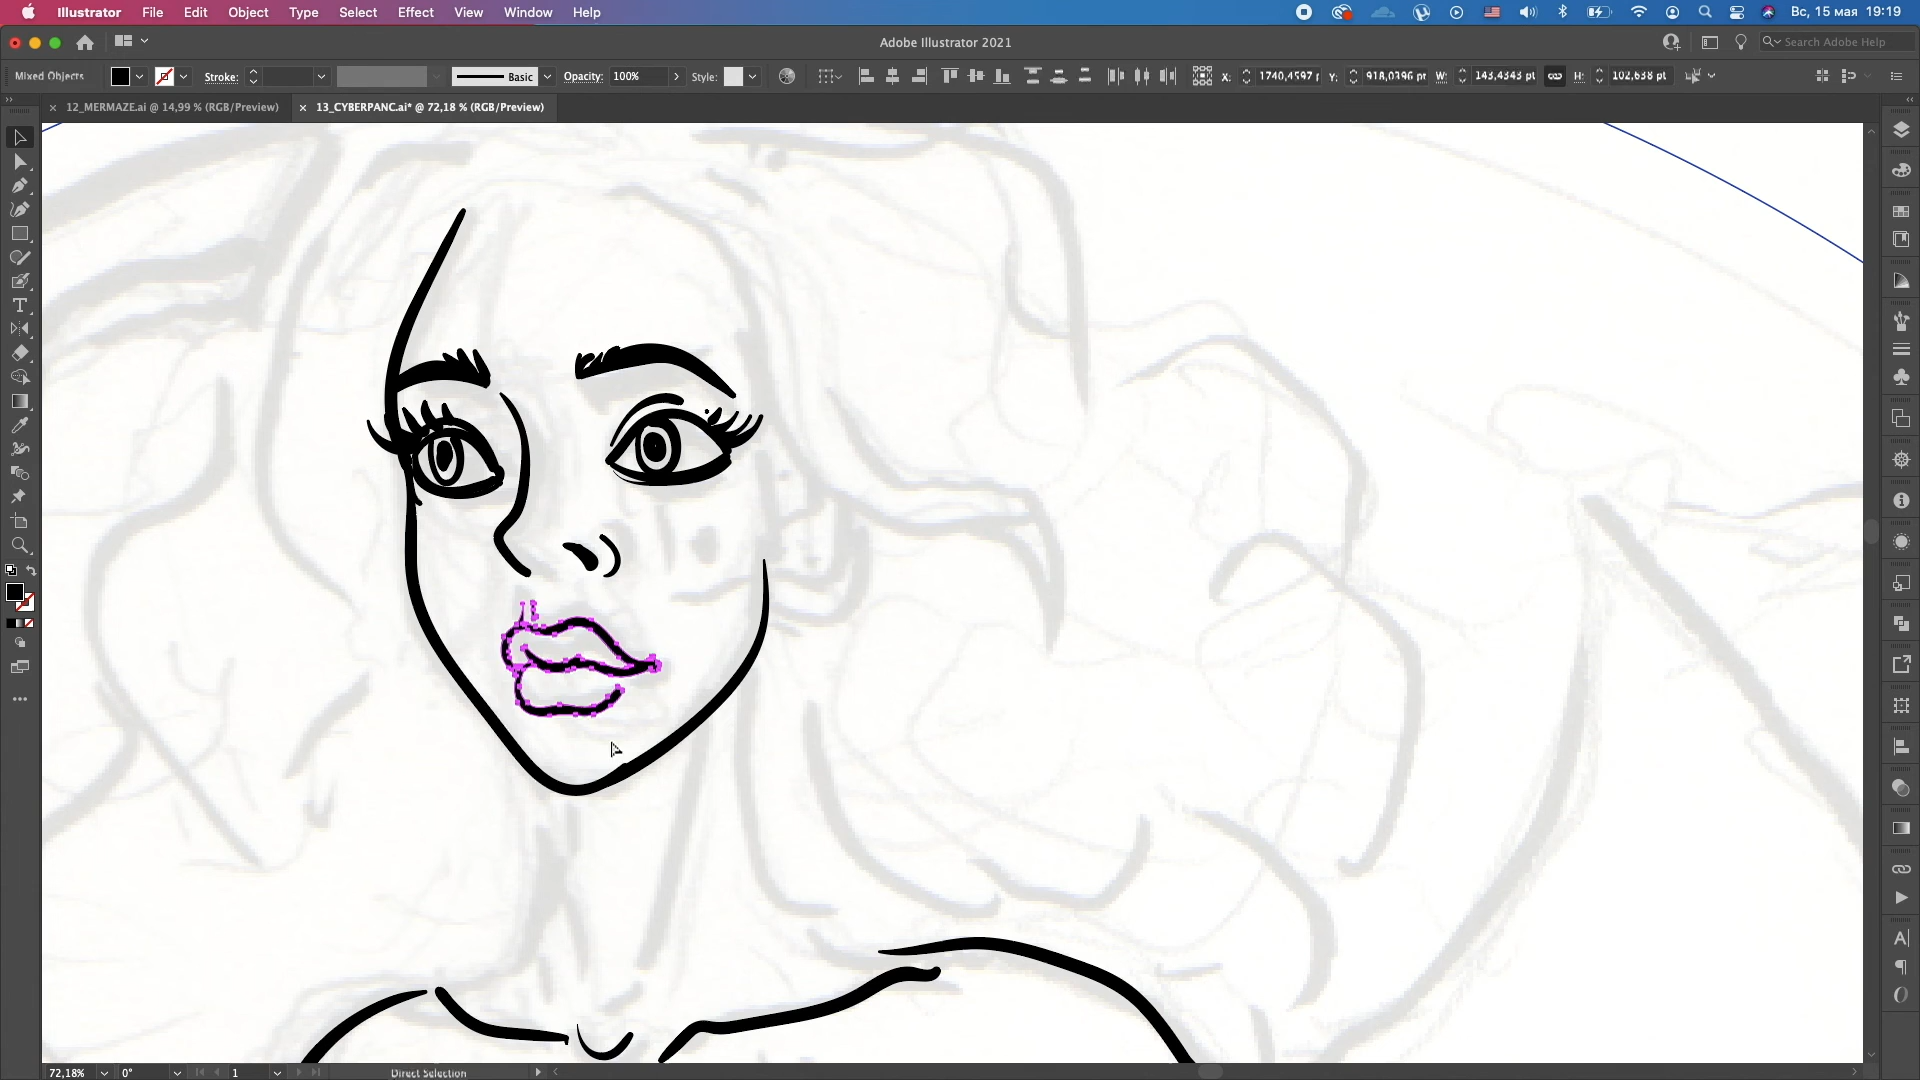 Illustrator File Edit Object Type Select Effect View Window Help Вс, 15 мая 19:19
Adobe Illustrator 2021 Search Adobe Help
Mixed Objects Stroke: Basic Opacity: 100% Style: X: 1740,4597 pt Y: 918,0396 pt W: 143,4343 pt H: 102,638 pt
12_MERMAZE.ai @ 14,99 % (RGB/Preview) 13_CYBERPANC.ai* @ 72,18 % (RGB/Preview)
72,18% 0° 1 Direct Selection